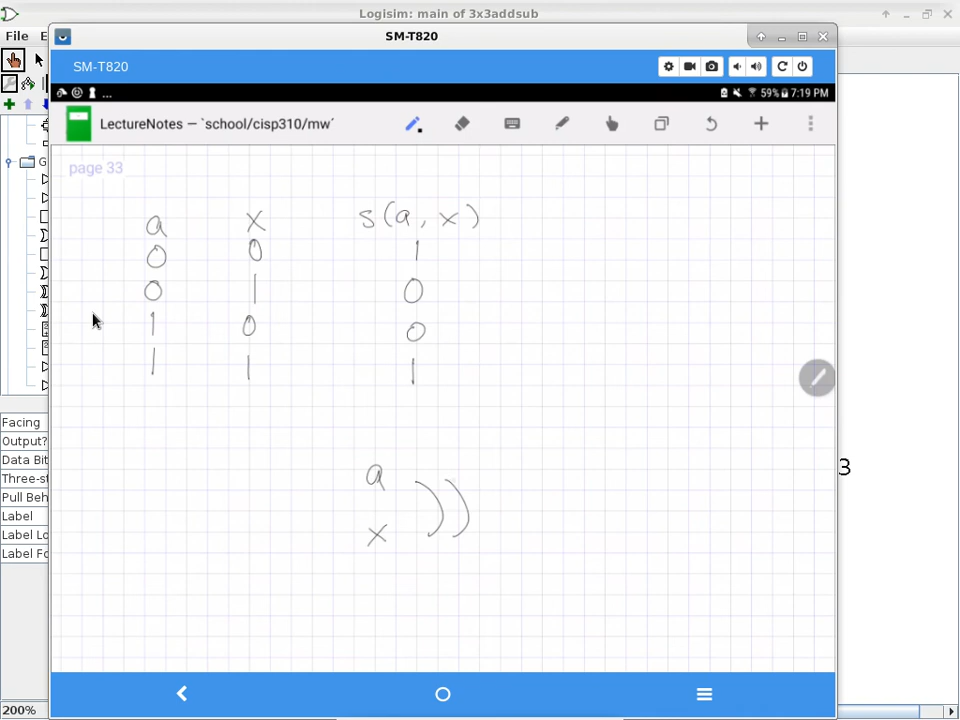 Logisim: main of 3x3addsub
File E
SM-T820
SM-T820
... 59% 7:19 PM
LectureNotes — `school/cisp310/mw´
page 33
a x s(a, x)
0 0 1
0 1 0
1 0 0
1 1 1
a
x
G
Facing
Output?
Data Bit
Three-st
Pull Beh
Label
Label Lo
Label Fo
3
200%